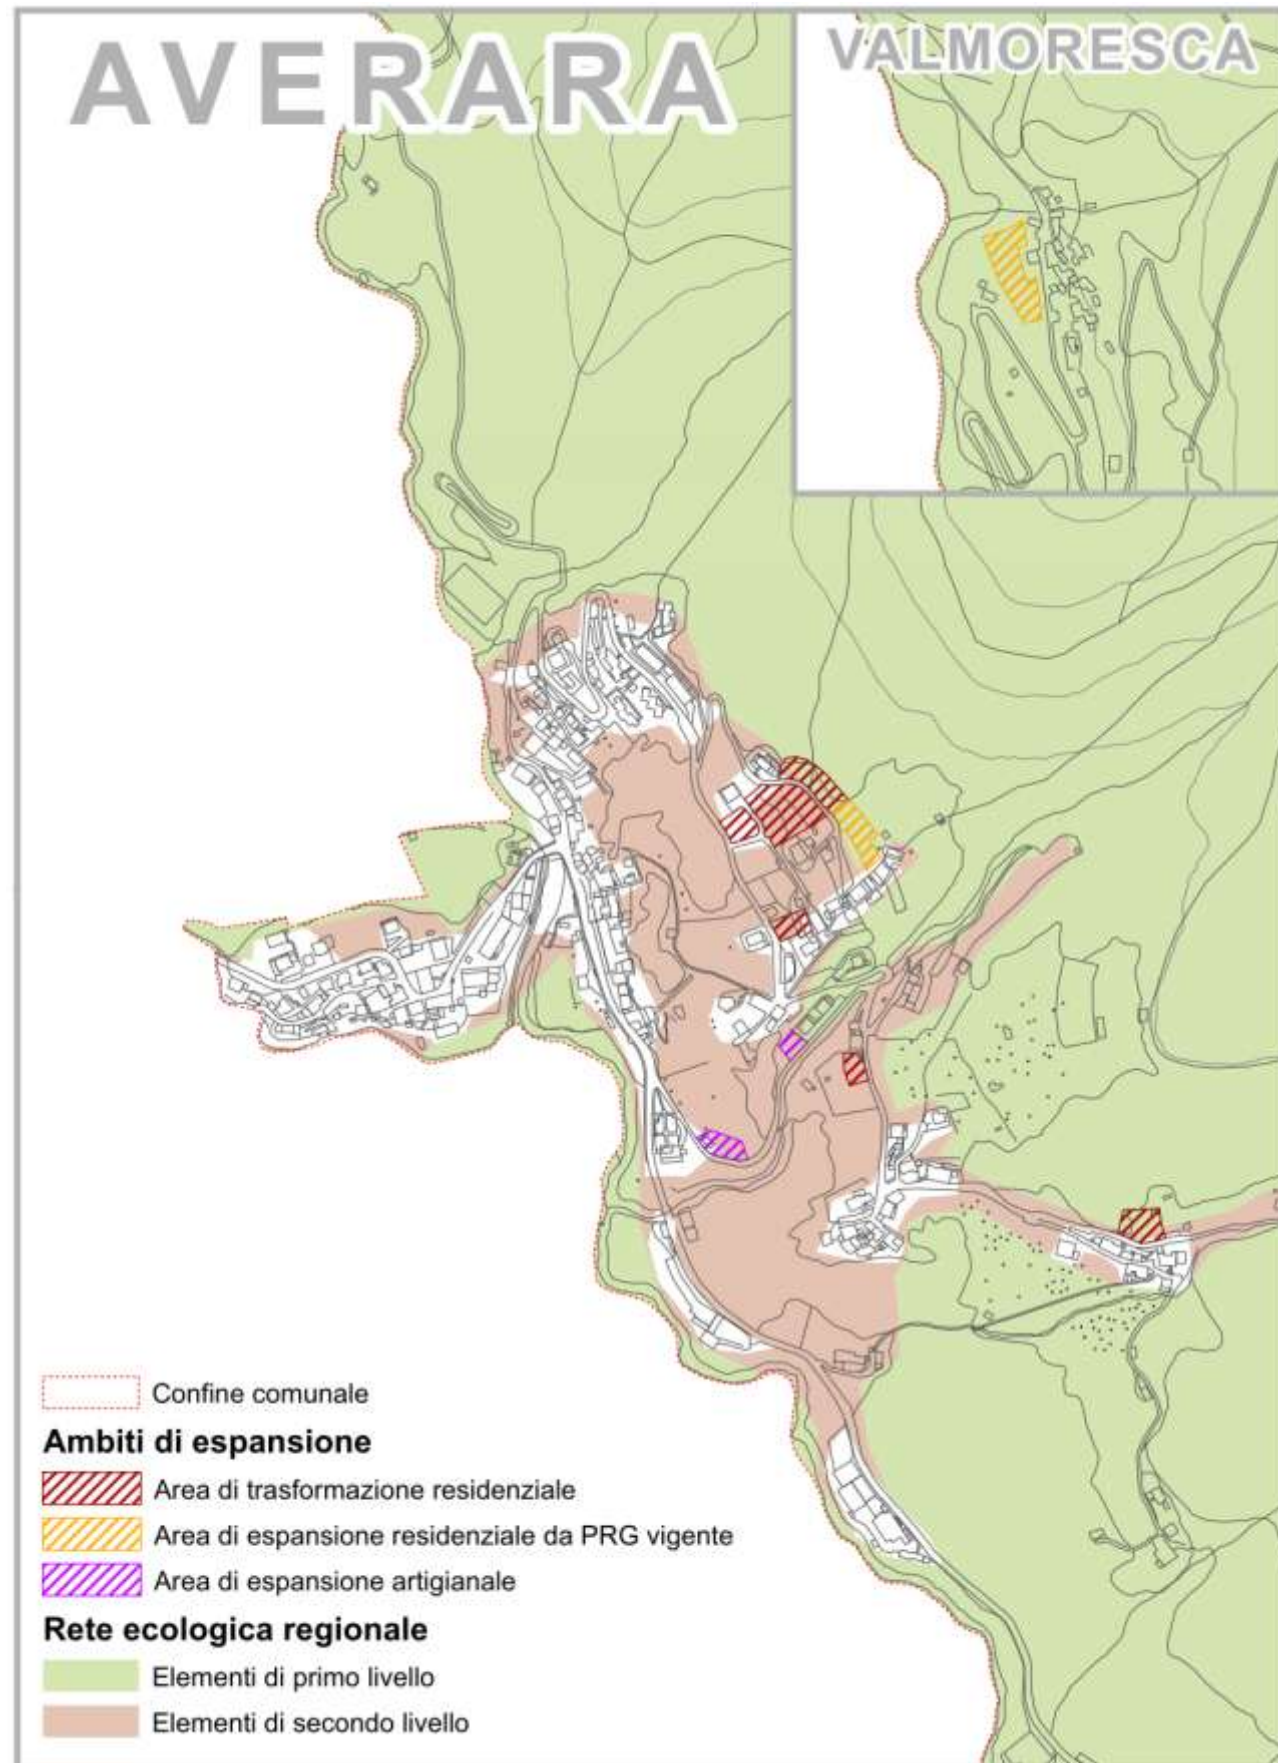 AVERARA
VALMORESCA
Confine comunale
Ambiti di espansione
Area di trasformazione residenziale
Area di espansione residenziale da PRG vigente
Area di espansione artigianale
Rete ecologica regionale
Elementi di primo livello
Elementi di secondo livello